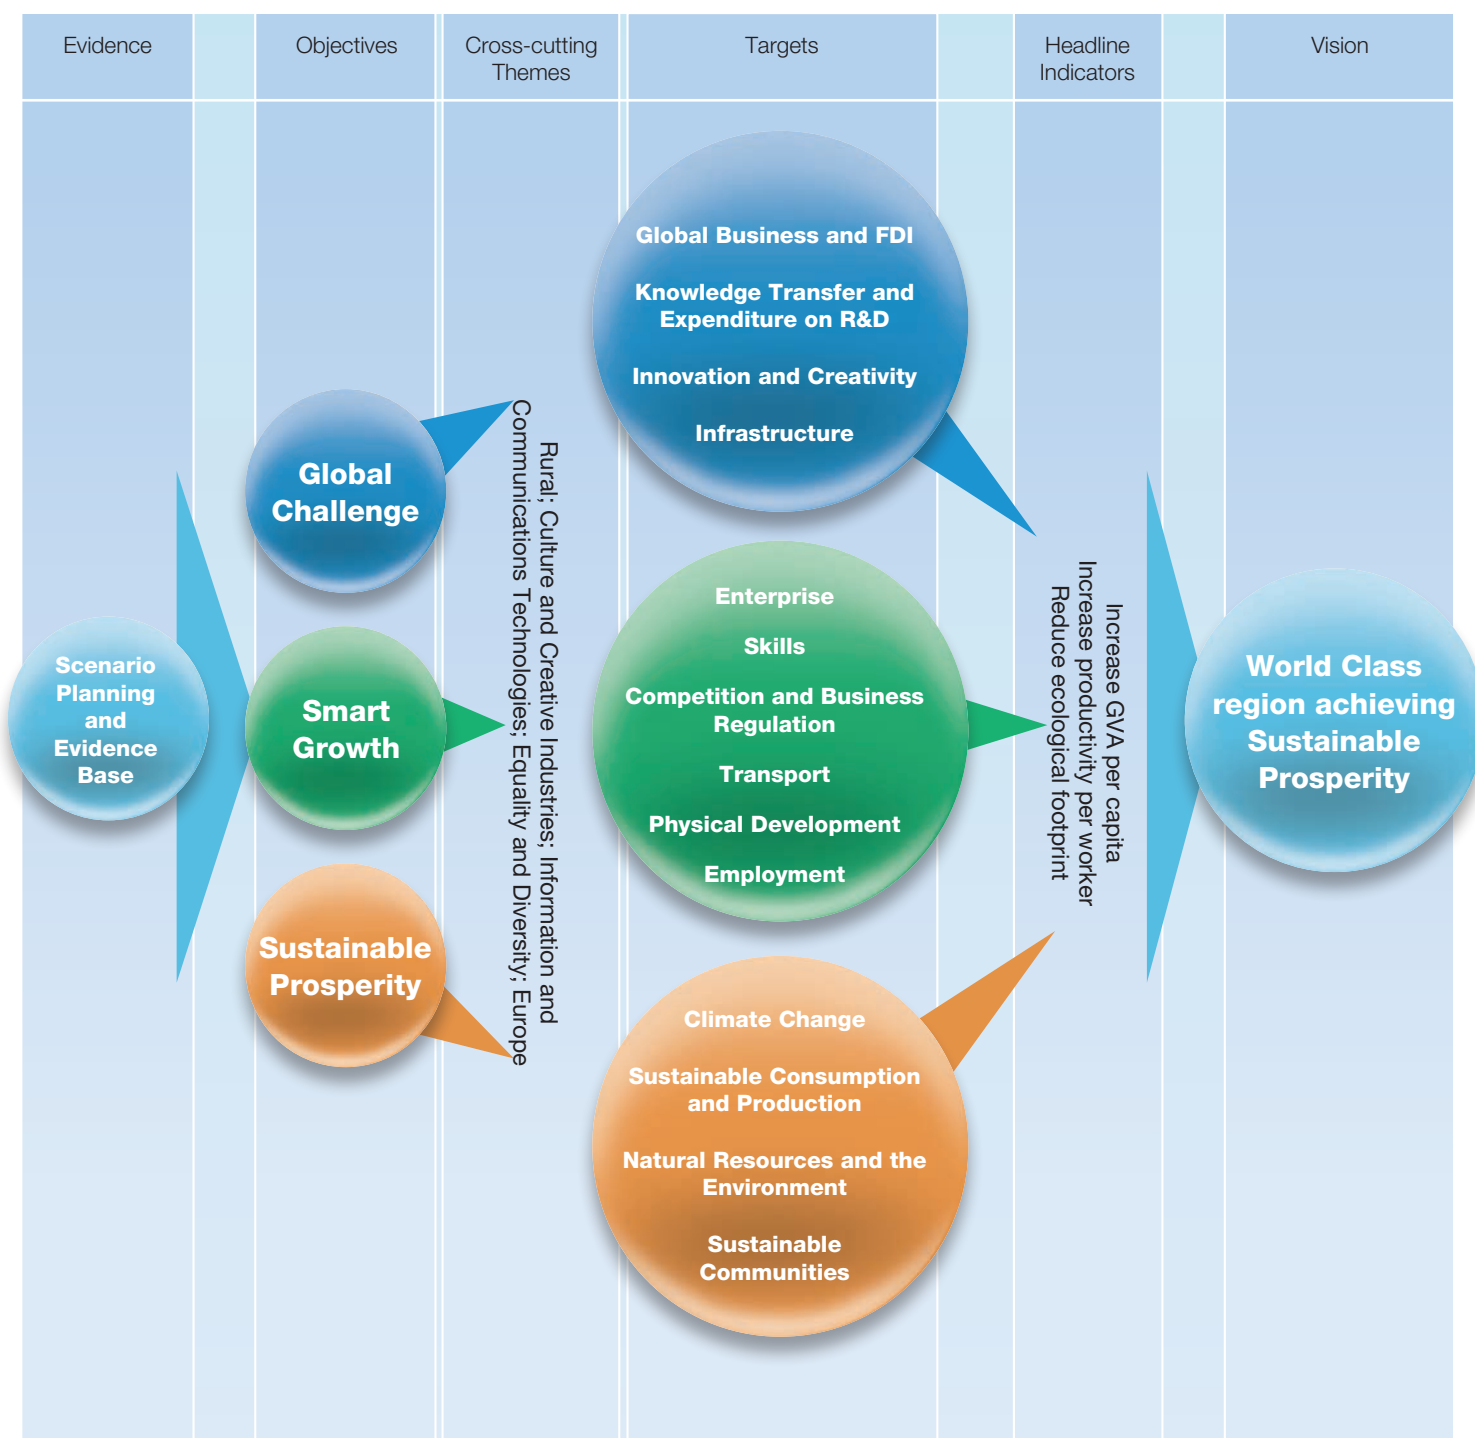 Evidence
Objectives
Cross-cutting
Themes
Targets
Headline
Indicators
Vision
Scenario
Planning
and
Evidence
Base
Global
Challenge
Smart
Growth
Sustainable
Prosperity
Rural; Culture and Creative Industries; Information and
Communications Technologies; Equality and Diversity; Europe
Global Business and FDI
Knowledge Transfer and
Expenditure on R&D
Innovation and Creativity
Infrastructure
Enterprise
Skills
Competition and Business
Regulation
Transport
Physical Development
Employment
Climate Change
Sustainable Consumption
and Production
Natural Resources and the
Environment
Sustainable
Communities
Increase GVA per capita
Increase productivity per worker
Reduce ecological footprint
World Class
region achieving
Sustainable
Prosperity